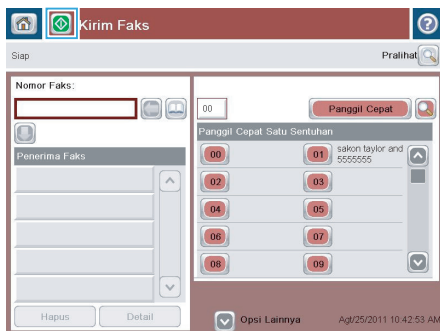 Kirim Faks
Siap
Pralihat
Nomor Faks:
00
Panggil Cepat
Panggil Cepat Satu Sentuhan
Penerima Faks
00
01
sakon taylor and
5555555
02
03
04
05
06
07
08
09
Hapus
Detail
Opsi Lainnya
Agt/25/2011 10:42:53 AM